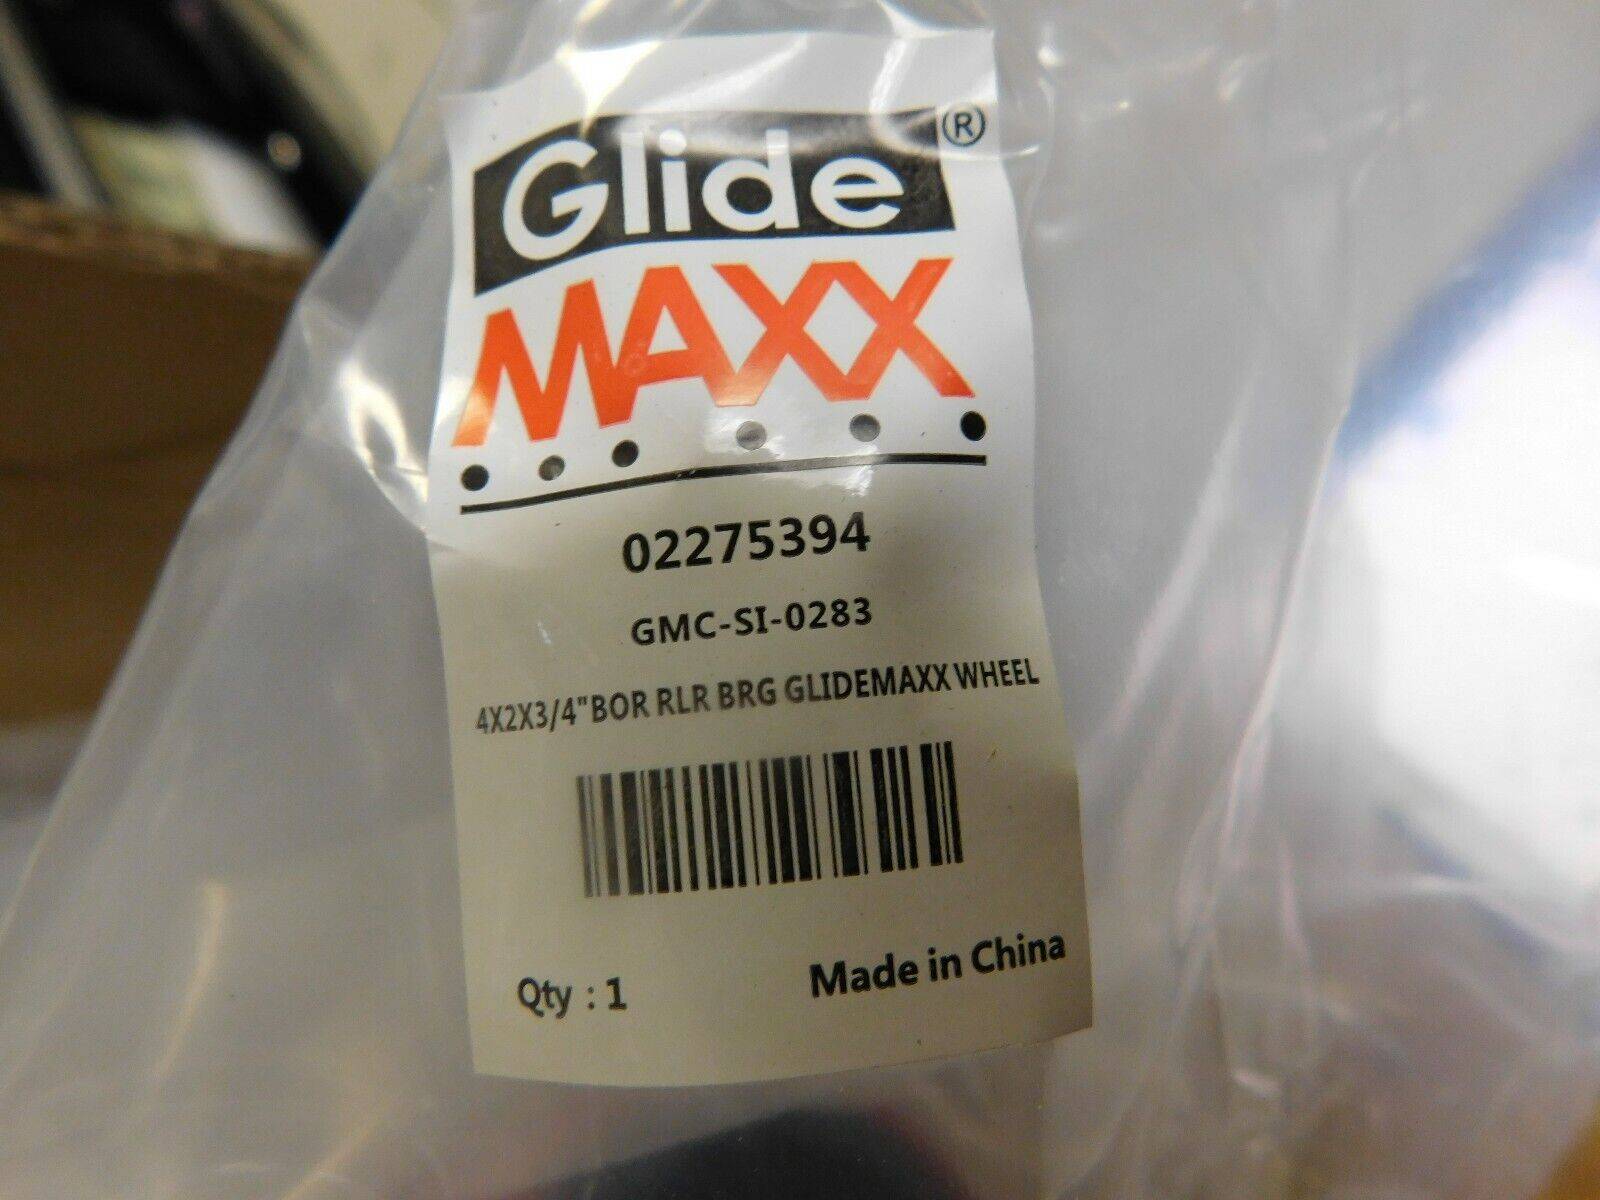 Glide®
MAXX
02275394
GMC-SI-0283
4X2X3/4"BOR RLR BRG GLIDEMAXX WHEEL
Qty : 1 Made in China